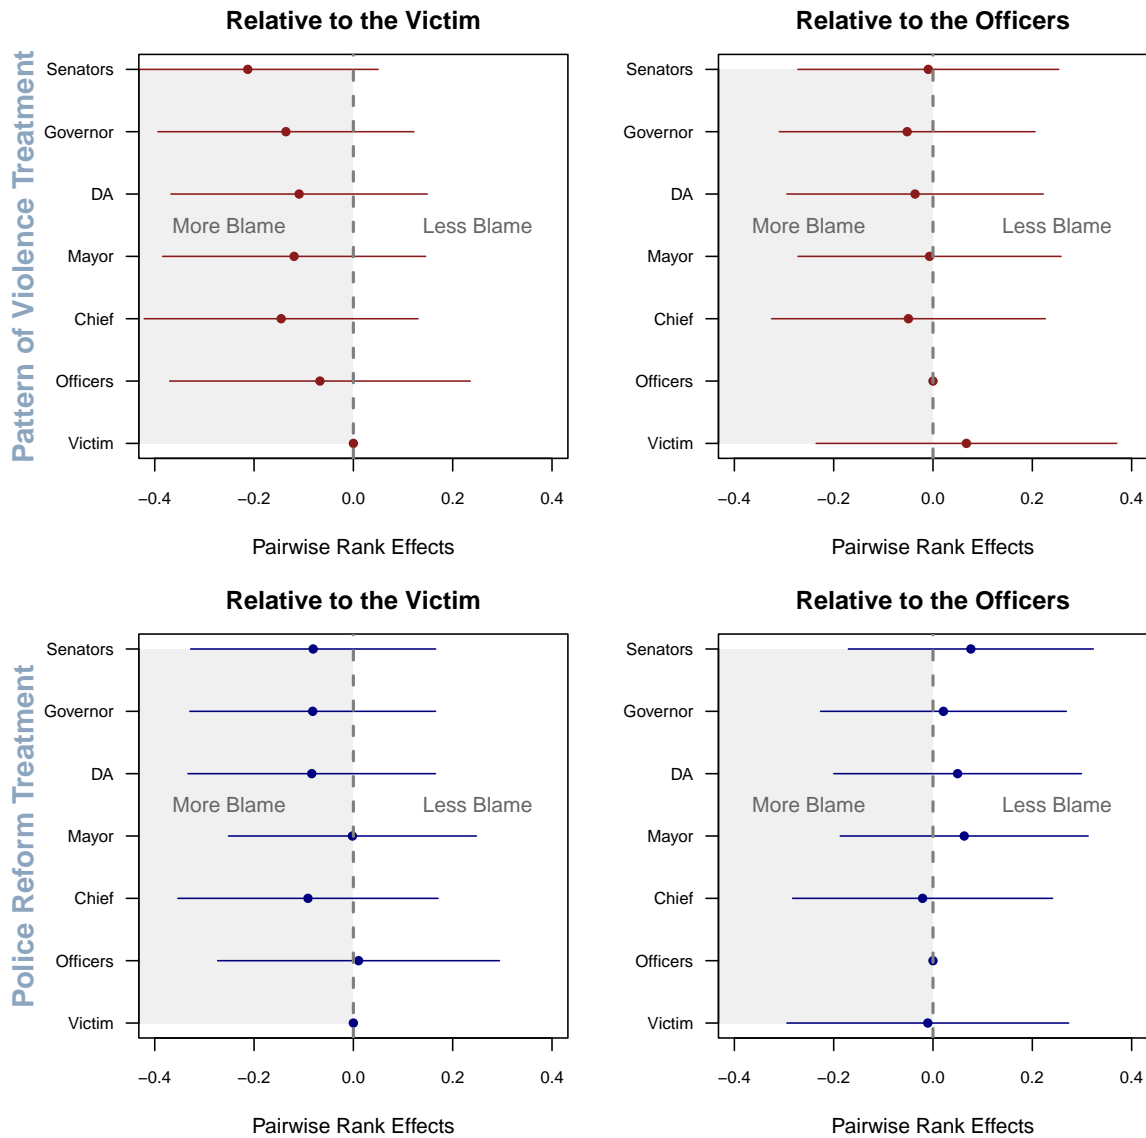 Pattern of Violence Treatment
Relative to the Victim
Senators
Governor
DA
More Blame
Less Blame
Mayor
Chief
Officers
Victim
−0.4
−0.2
0.0
0.2
0.4
Pairwise Rank Effects
Relative to the Officers
Senators
Governor
DA
More Blame
Less Blame
Mayor
Chief
Officers
Victim
−0.4
−0.2
0.0
0.2
0.4
Pairwise Rank Effects
Police Reform Treatment
Relative to the Victim
Senators
Governor
DA
More Blame
Less Blame
Mayor
Chief
Officers
Victim
−0.4
−0.2
0.0
0.2
0.4
Pairwise Rank Effects
Relative to the Officers
Senators
Governor
DA
More Blame
Less Blame
Mayor
Chief
Officers
Victim
−0.4
−0.2
0.0
0.2
0.4
Pairwise Rank Effects